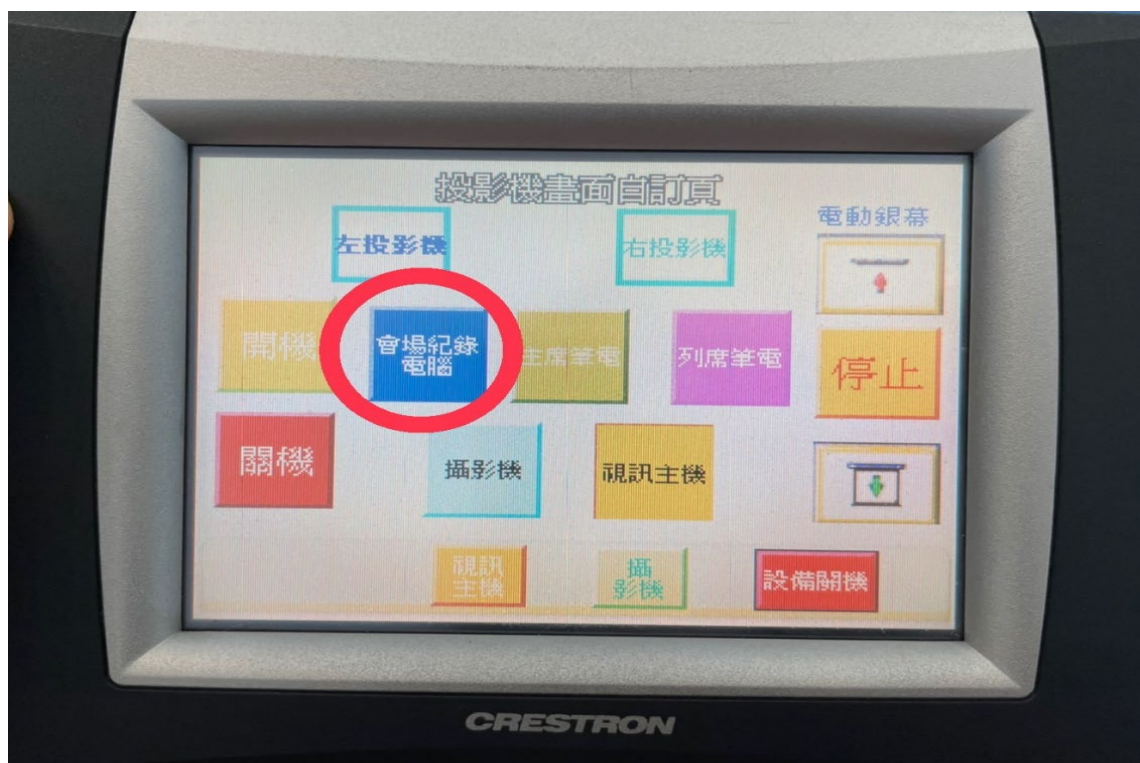 投影機畫面自訂頁
左投影機
右投影機
電動銀幕
開機
會場紀錄
電腦
主席筆電
列席筆電
停止
關機
攝影機
視訊主機
視訊
主機
攝
影機
設備關機
CRESTRON